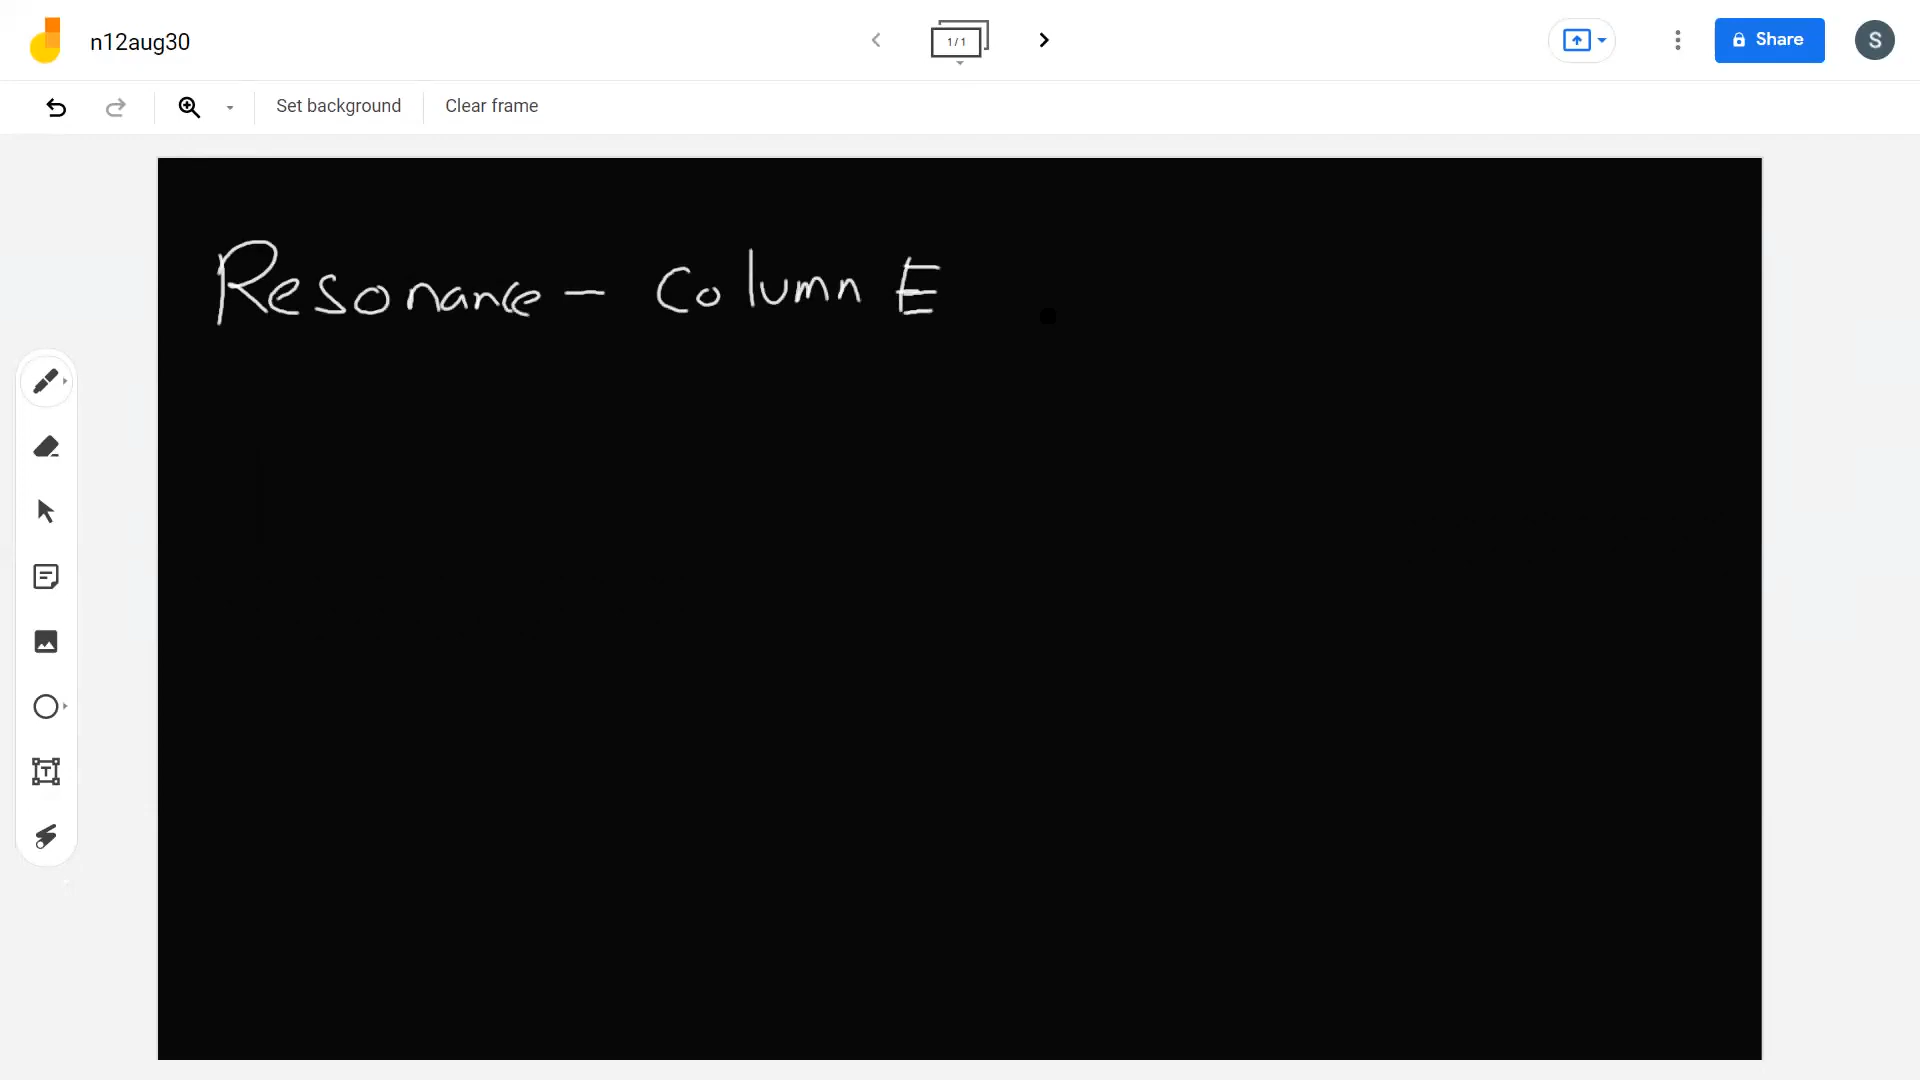 n12aug30
1 / 1
Share
S
Set background
Clear frame
Resonance - Column E